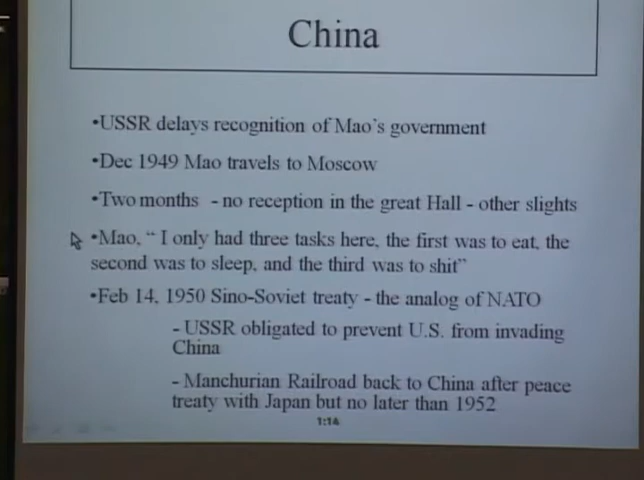 China
•USSR delays recognition of Mao's government
•Dec 1949 Mao travels to Moscow
•Two months - no reception in the great Hall - other slights
•Mao, “ I only had three tasks here, the first was to eat, the
second was to sleep, and the third was to shit”
•Feb 14, 1950 Sino-Soviet treaty - the analog of NATO
- USSR obligated to prevent U.S. from invading
China
- Manchurian Railroad back to China after peace
treaty with Japan but no later than 1952
1:14